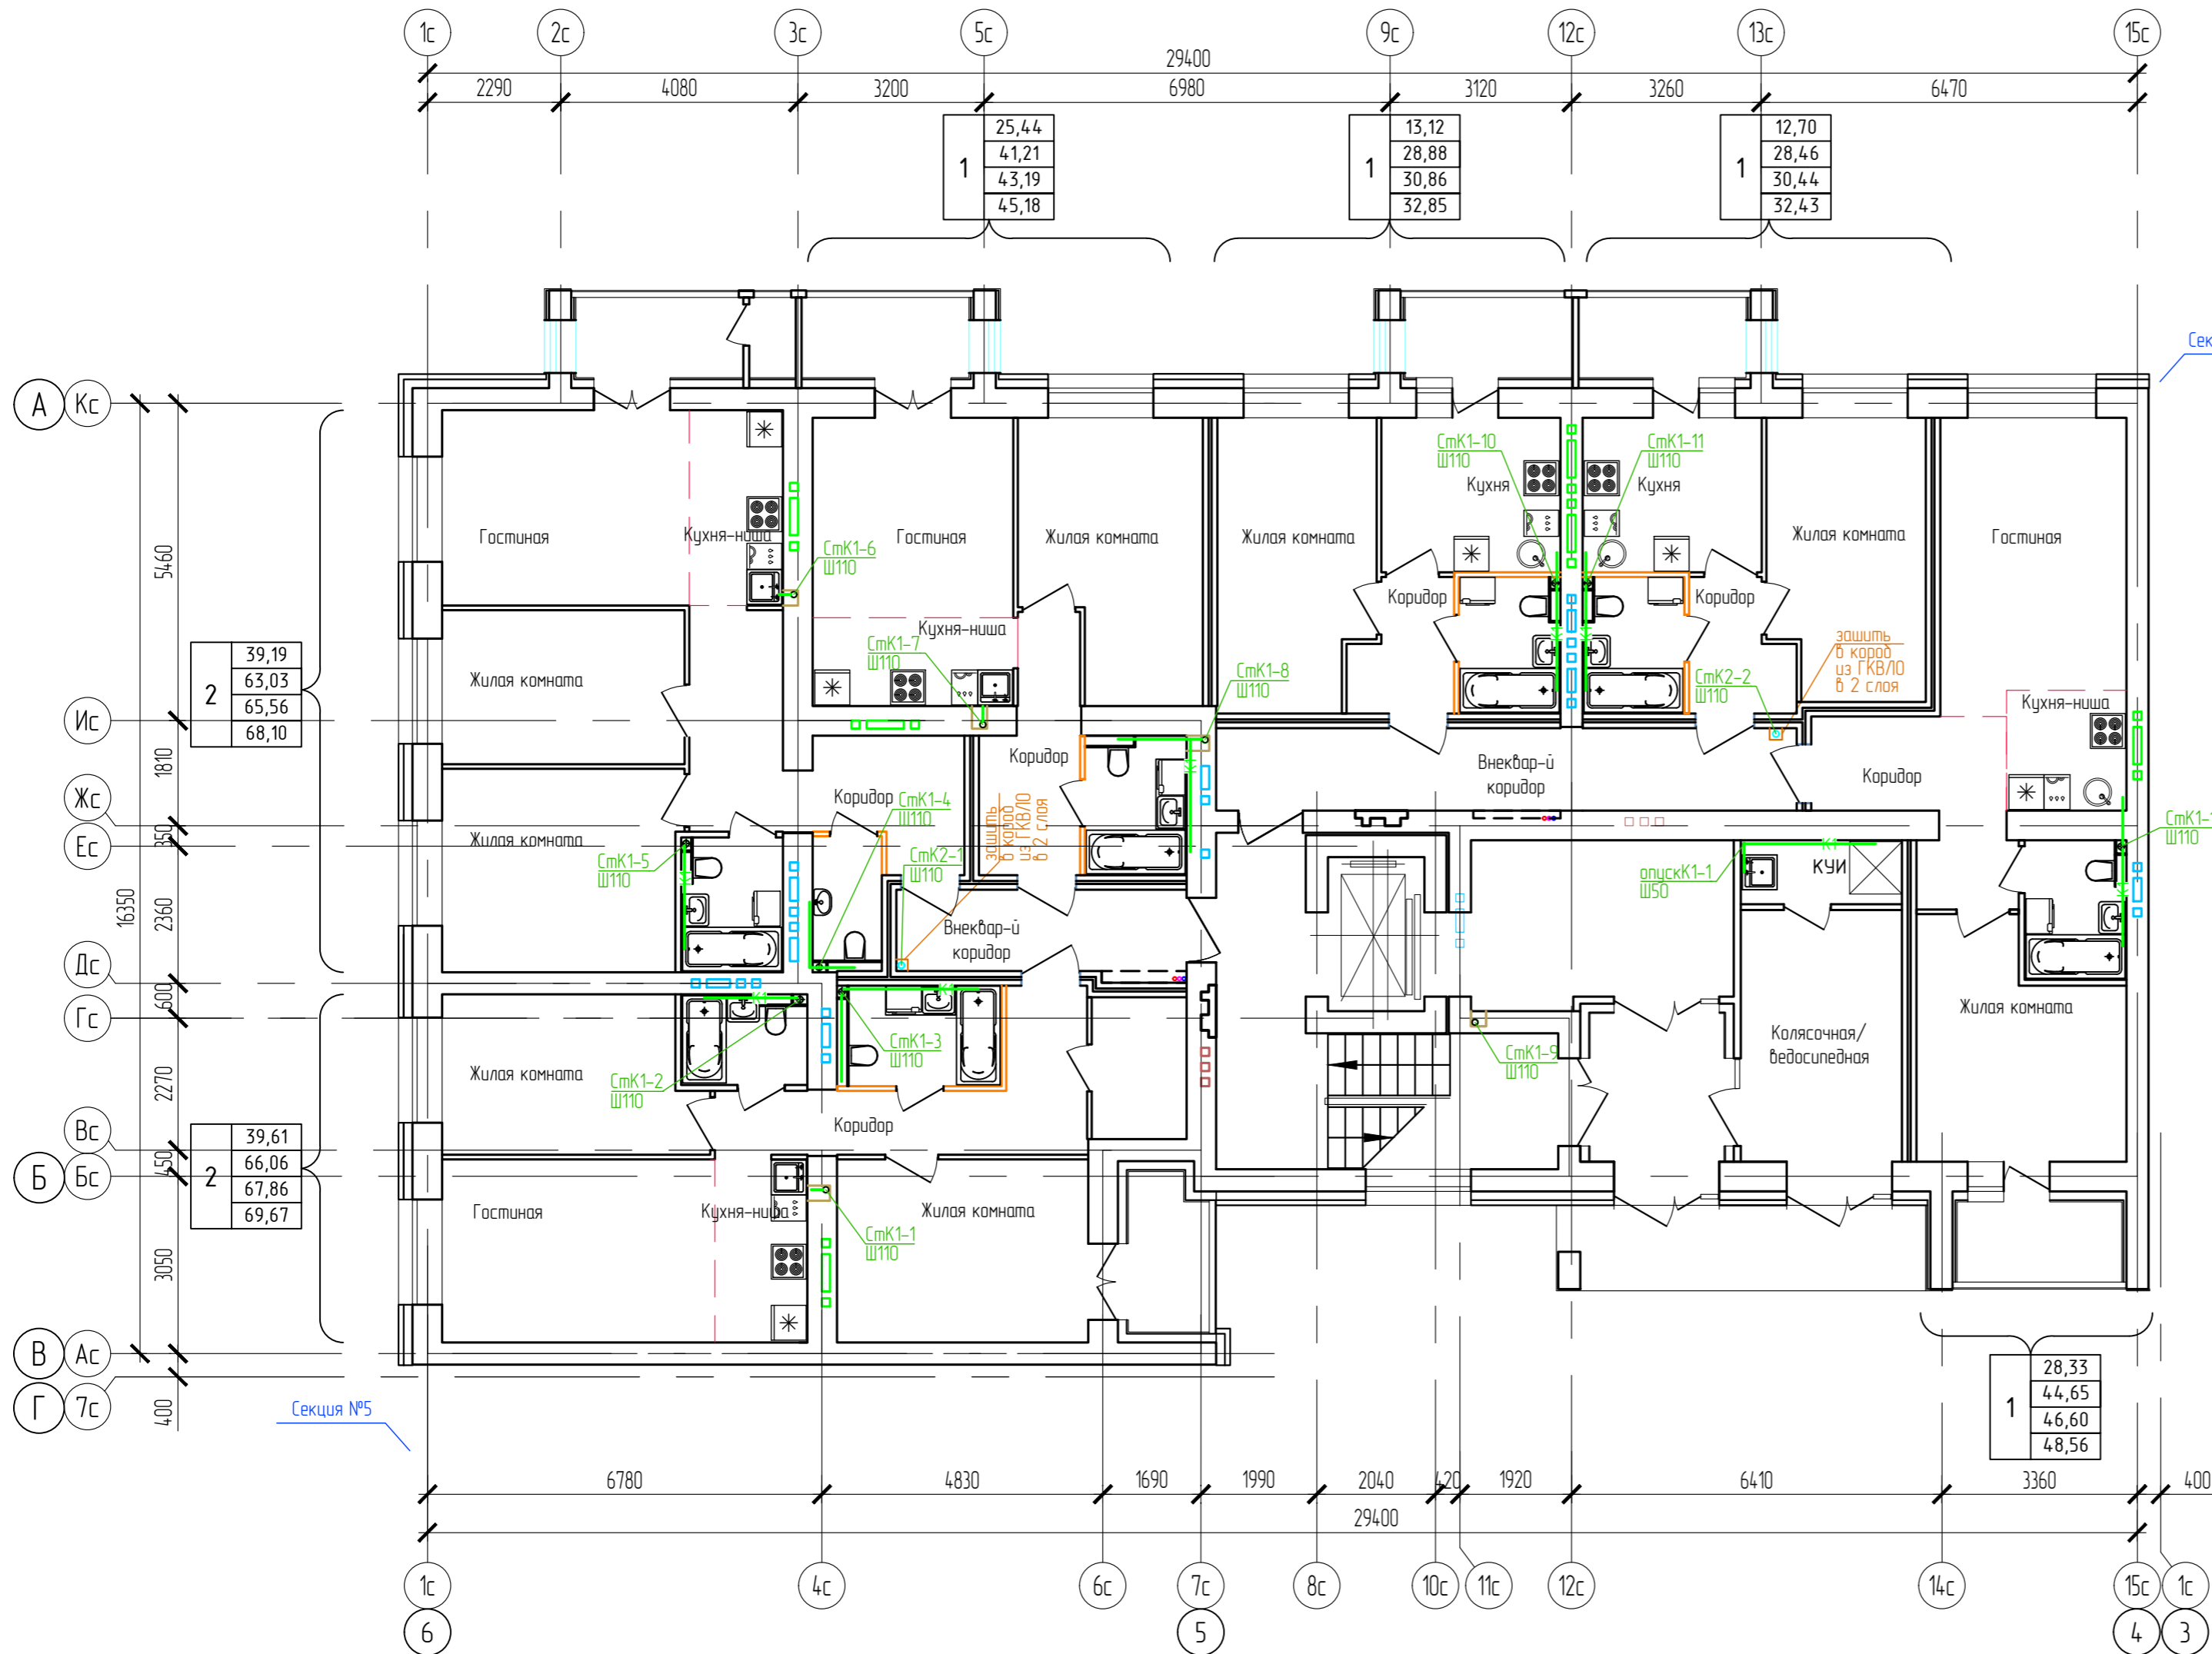 1с 2с 3с 5с 9с 12с 13с 15с
29400
2290 4080 3200 6980 3120 3260 6470
1
25,44
41,21
43,19
45,18
1
13,12
28,88
30,86
32,85
1
12,70
28,46
30,44
32,43
Сек
А Кс
5460
СтК1-10
Ш110
СтК1-11
Ш110
Кухня
Кухня
Гостиная
Кухня-ниша
СтК1-6
Ш110
Гостиная
Жилая комната
Жилая комната
Жилая комната
Гостиная
Коридор
Коридор
Кухня-ниша
СтК1-7
Ш110
СтК1-8
Ш110
СтК2-2
Ш110
зашить
в короб
из ГКВЛО
в 2 слоя
2
39,19
63,03
65,56
68,10
Жилая комната
Кухня-ниша
Ис
1810
Коридор
Внеквар-й
коридор
Коридор
Жс
350
Ес
Жилая комната
Коридор
СтК1-4
Ш110
зашить
в короб
из ГКВЛО
в 2 слоя
СтК1-5
Ш110
СтК2-1
Ш110
опускК1-1
Ш50
КУИ
СтК1-1
Ш110
16350
2360
Внеквар-й
коридор
Дс
600
Гс
Жилая комната
Колясочная/
велосипедная
СтК1-3
Ш110
СтК1-9
Ш110
2270
Жилая комната
СтК1-2
Ш110
Коридор
Вс
450
Б Бс
2
39,61
66,06
67,86
69,67
Гостиная
Кухня-ниша
Жилая комната
СтК1-1
Ш110
3050
В Ас
Г 7с
400
Секция №5
1
28,33
44,65
46,60
48,56
6780 4830 1690 1990 2040 420 1920 6410 3360 400
29400
1с 4с 6с 7с 8с 10с 11с 12с 14с 15с 1с
6 5 4 3